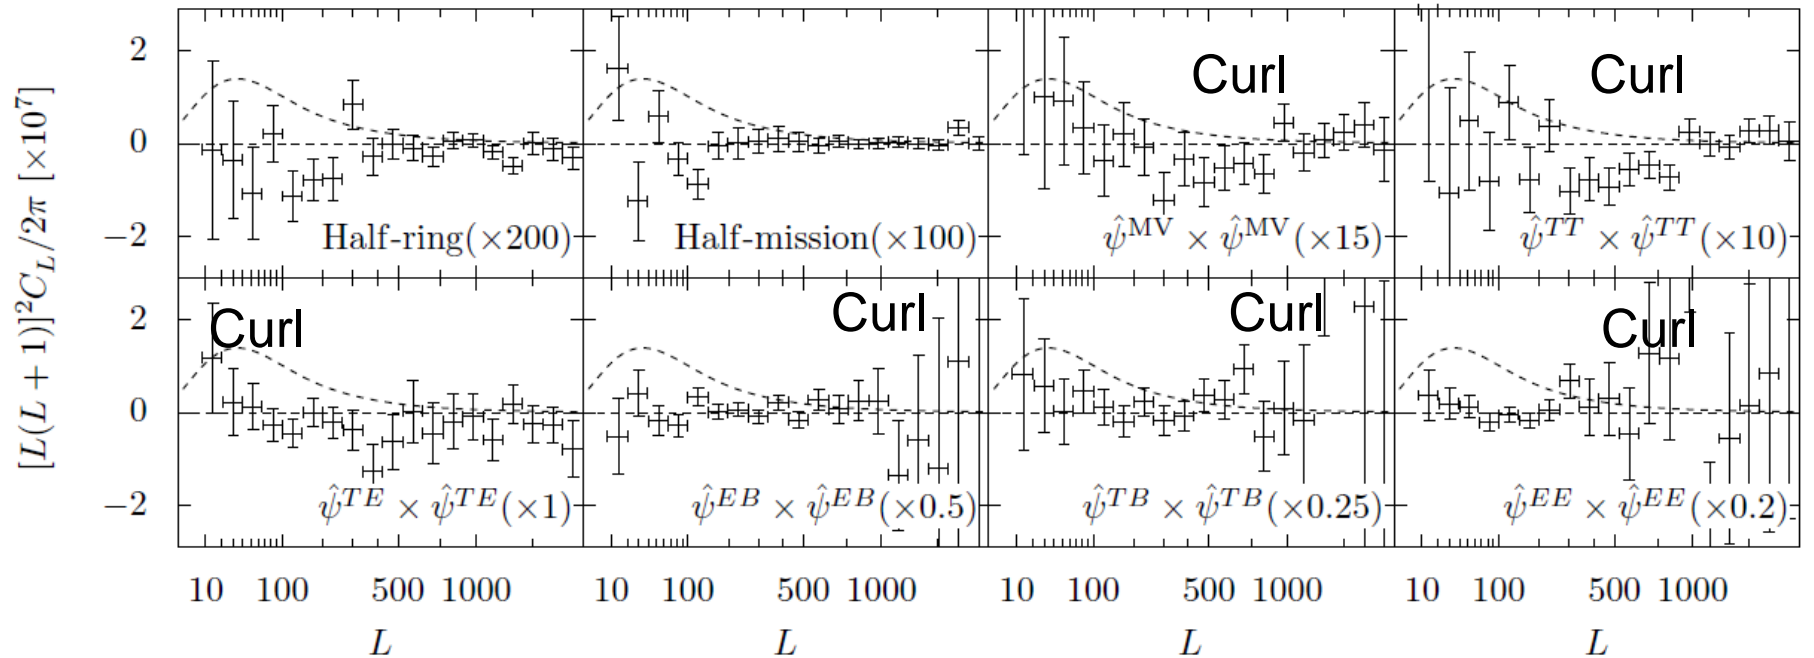 [L(L + 1)]²C_L/2π [×10⁷]
2
0
−2
Half-ring(×200)
Half-mission(×100)
Curl
ψ̂^MV × ψ̂^MV(×15)
Curl
ψ̂^TT × ψ̂^TT(×10)
2
0
−2
Curl
ψ̂^TE × ψ̂^TE(×1)
Curl
ψ̂^EB × ψ̂^EB(×0.5)
Curl
ψ̂^TB × ψ̂^TB(×0.25)
Curl
ψ̂^EE × ψ̂^EE(×0.2)
10 100 500 1000
10 100 500 1000
10 100 500 1000
10 100 500 1000
L
L
L
L